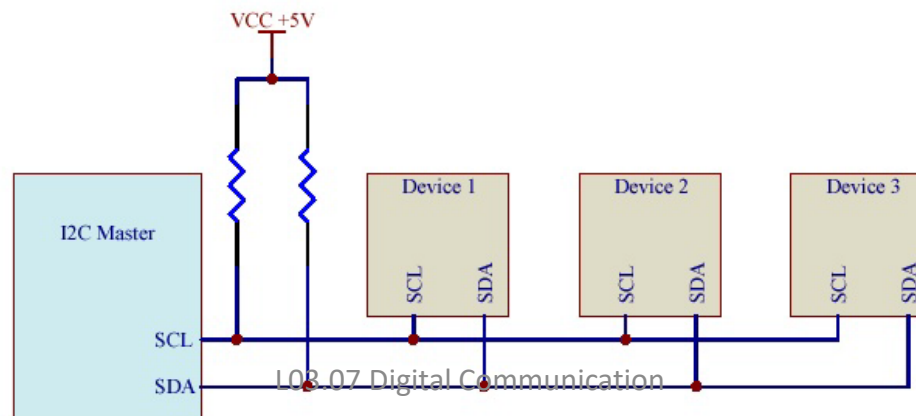 VCC +5V
Device 1
Device 2
Device 3
I2C Master
SCL
SDA
SCL
SDA
SCL
SDA
SCL
SDA
L03.07 Digital Communication